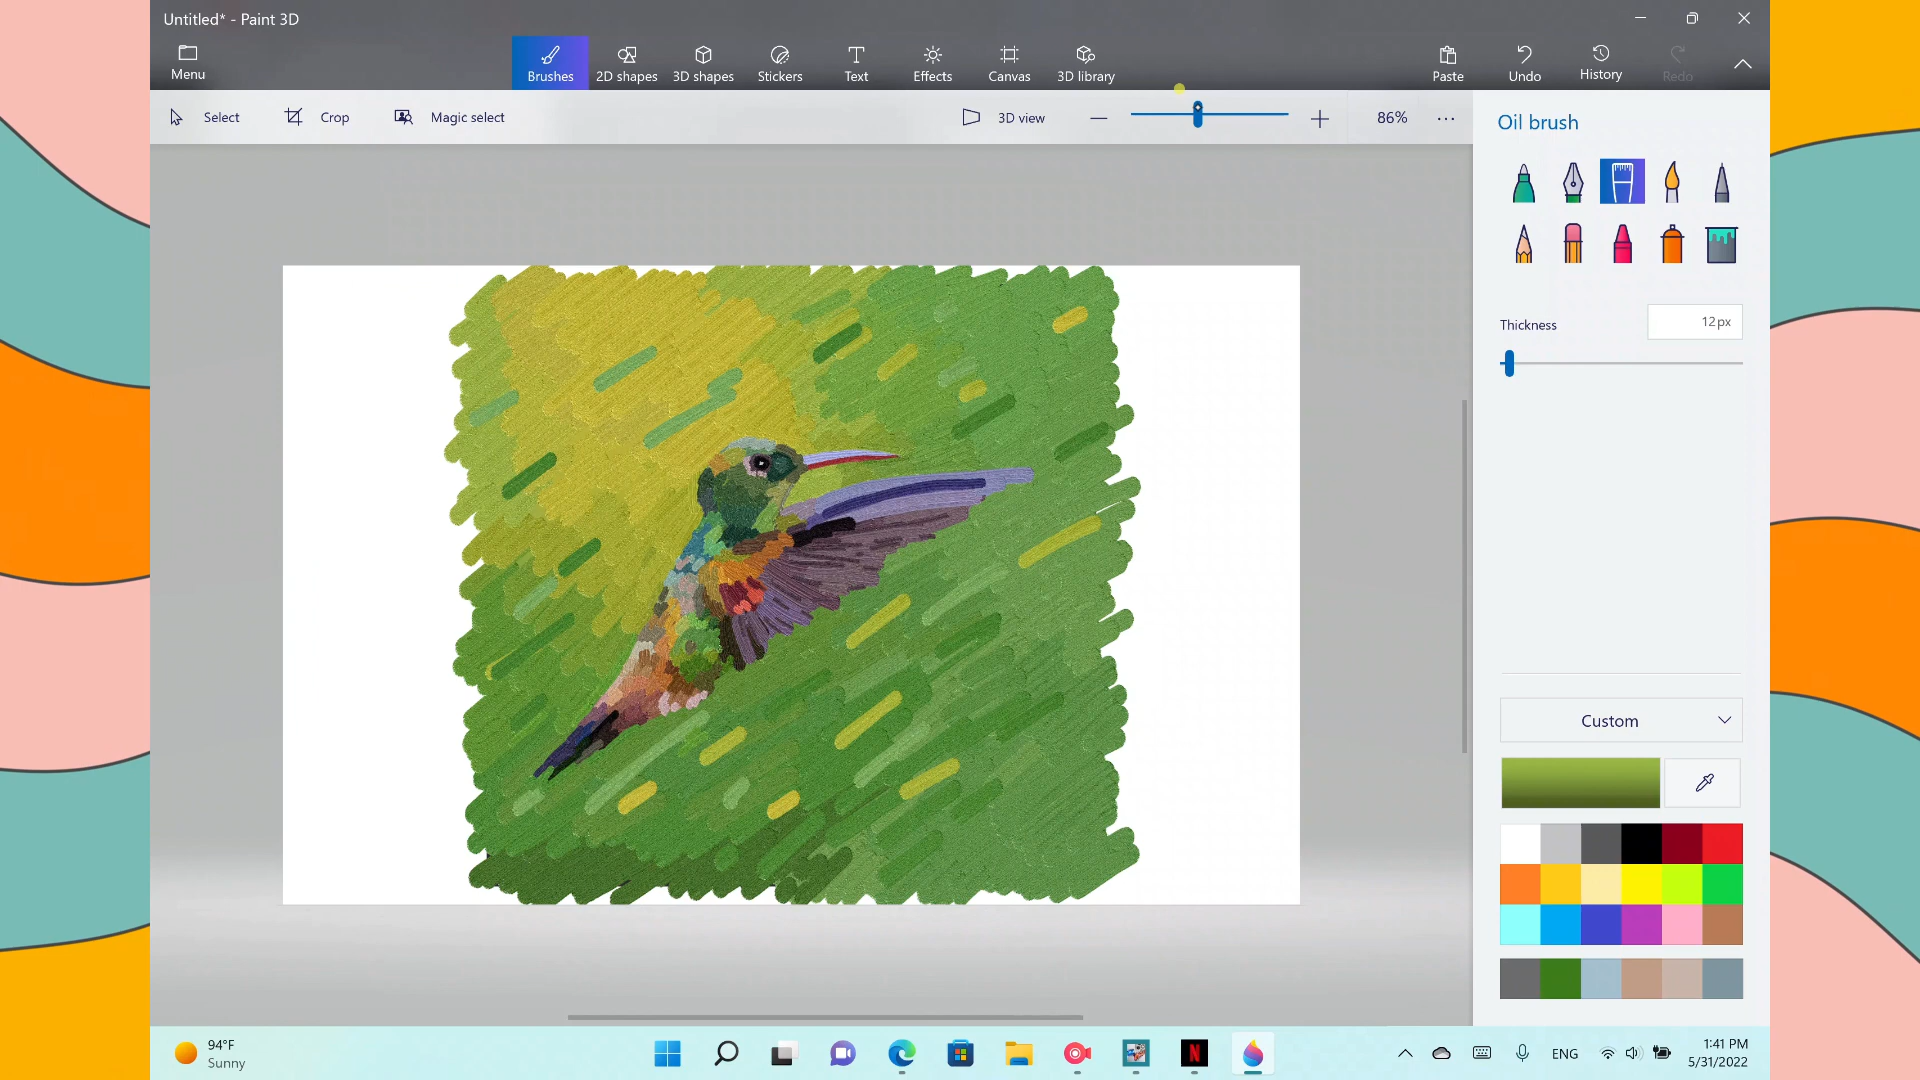 Untitled* - Paint 3D
Menu
Brushes
2D shapes
3D shapes
Stickers
Text
Effects
Canvas
3D library
Paste
Undo
History
Redo
Select
Crop
Magic select
3D view
86%
Oil brush
Thickness
12px
Custom
94°F
Sunny
N
ENG
1:41 PM
5/31/2022